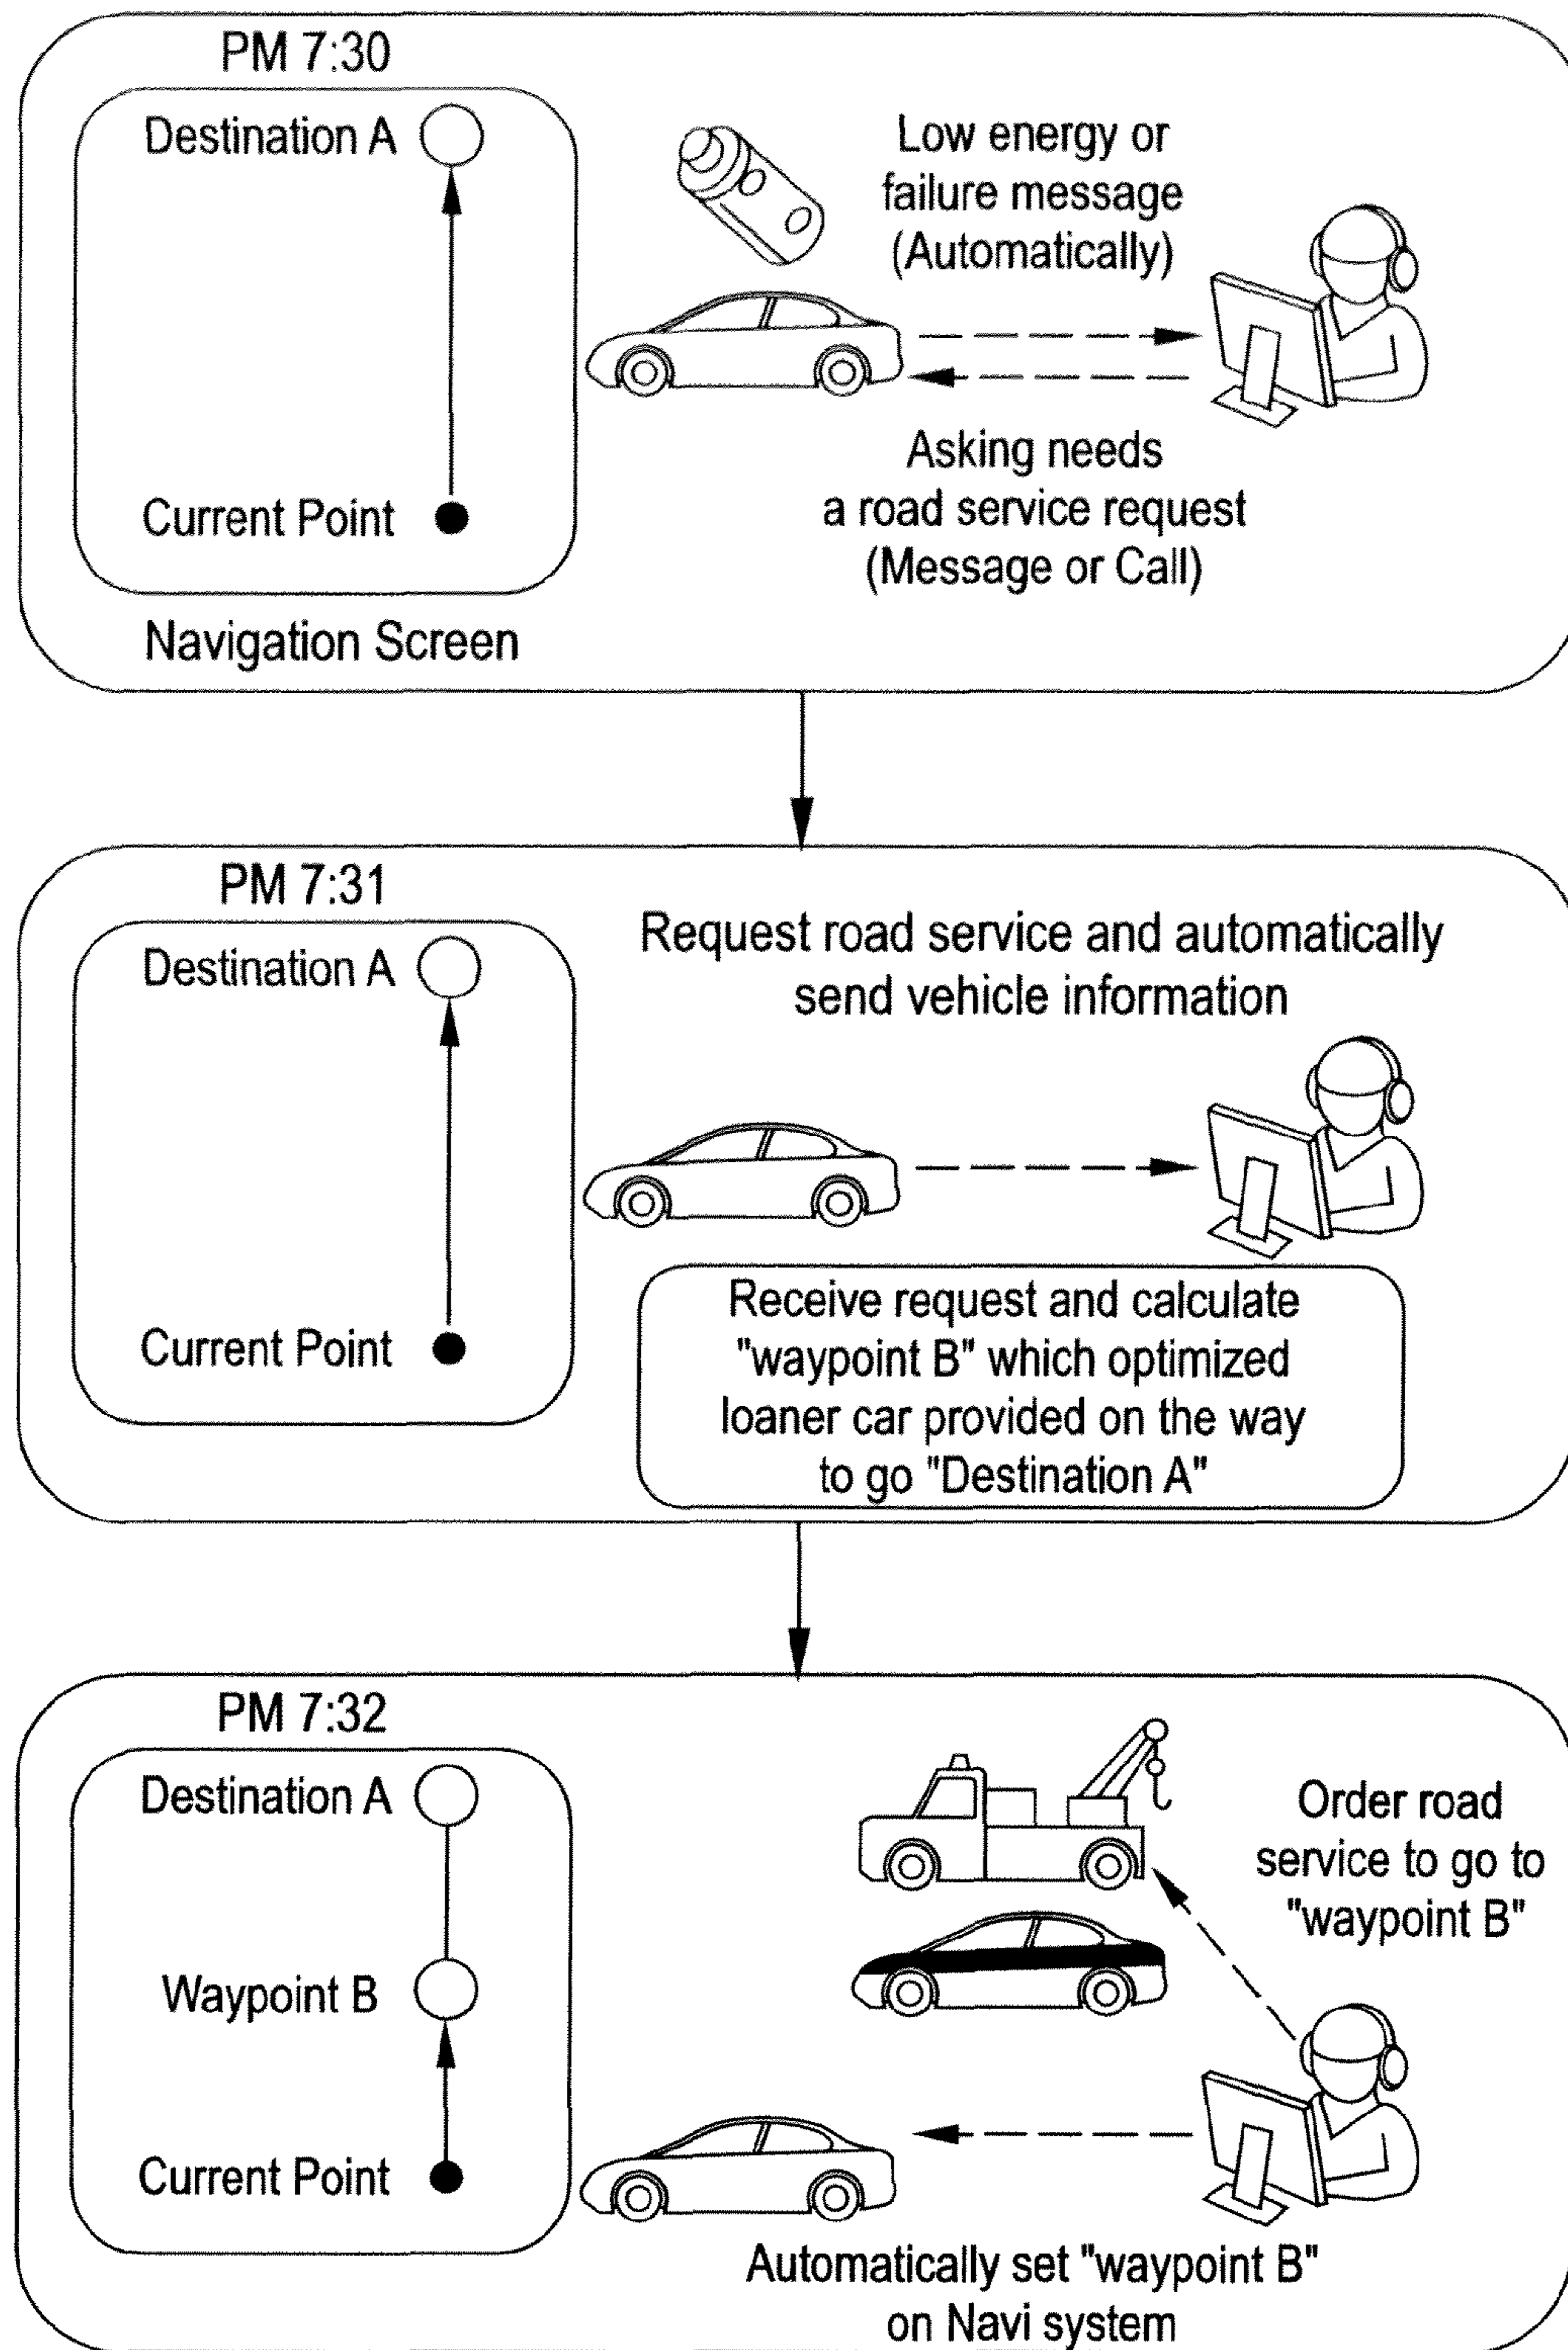 PM 7:30
Destination A
Current Point
Navigation Screen
Low energy or
failure message
(Automatically)
Asking needs
a road service request
(Message or Call)
PM 7:31
Destination A
Current Point
Request road service and automatically
send vehicle information
Receive request and calculate
"waypoint B" which optimized
loaner car provided on the way
to go "Destination A"
PM 7:32
Destination A
Waypoint B
Current Point
Order road
service to go to
"waypoint B"
Automatically set "waypoint B"
on Navi system